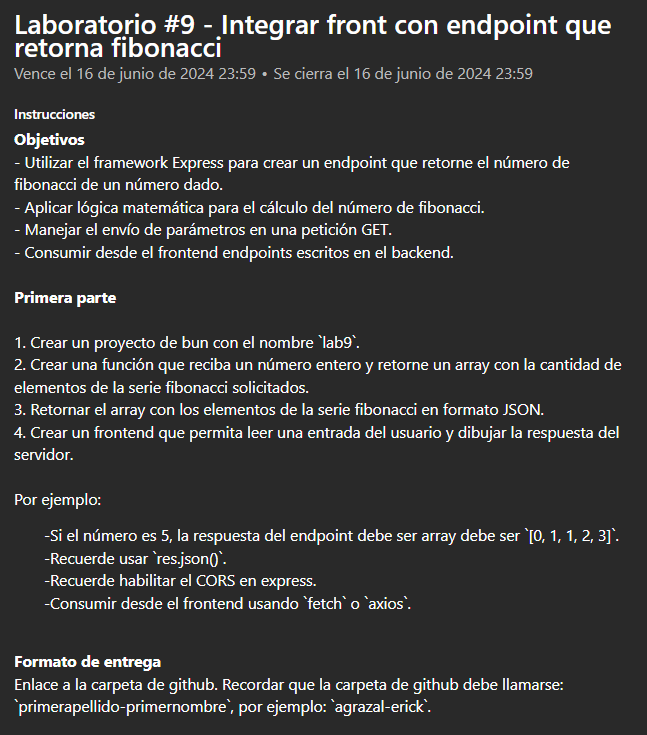 Laboratorio #9 - Integrar front con endpoint que
retorna fibonacci
Vence el 16 de junio de 2024 23:59 • Se cierra el 16 de junio de 2024 23:59
Instrucciones
Objetivos
- Utilizar el framework Express para crear un endpoint que retorne el número de
fibonacci de un número dado.
- Aplicar lógica matemática para el cálculo del número de fibonacci.
- Manejar el envío de parámetros en una petición GET.
- Consumir desde el frontend endpoints escritos en el backend.
Primera parte
1. Crear un proyecto de bun con el nombre `lab9`.
2. Crear una función que reciba un número entero y retorne un array con la cantidad de
elementos de la serie fibonacci solicitados.
3. Retornar el array con los elementos de la serie fibonacci en formato JSON.
4. Crear un frontend que permita leer una entrada del usuario y dibujar la respuesta del
servidor.
Por ejemplo:
-Si el número es 5, la respuesta del endpoint debe ser array debe ser `[0, 1, 1, 2, 3]`.
-Recuerde usar `res.json()`.
-Recuerde habilitar el CORS en express.
-Consumir desde el frontend usando `fetch` o `axios`.
Formato de entrega
Enlace a la carpeta de github. Recordar que la carpeta de github debe llamarse:
`primerapellido-primernombre`, por ejemplo: `agrazal-erick`.